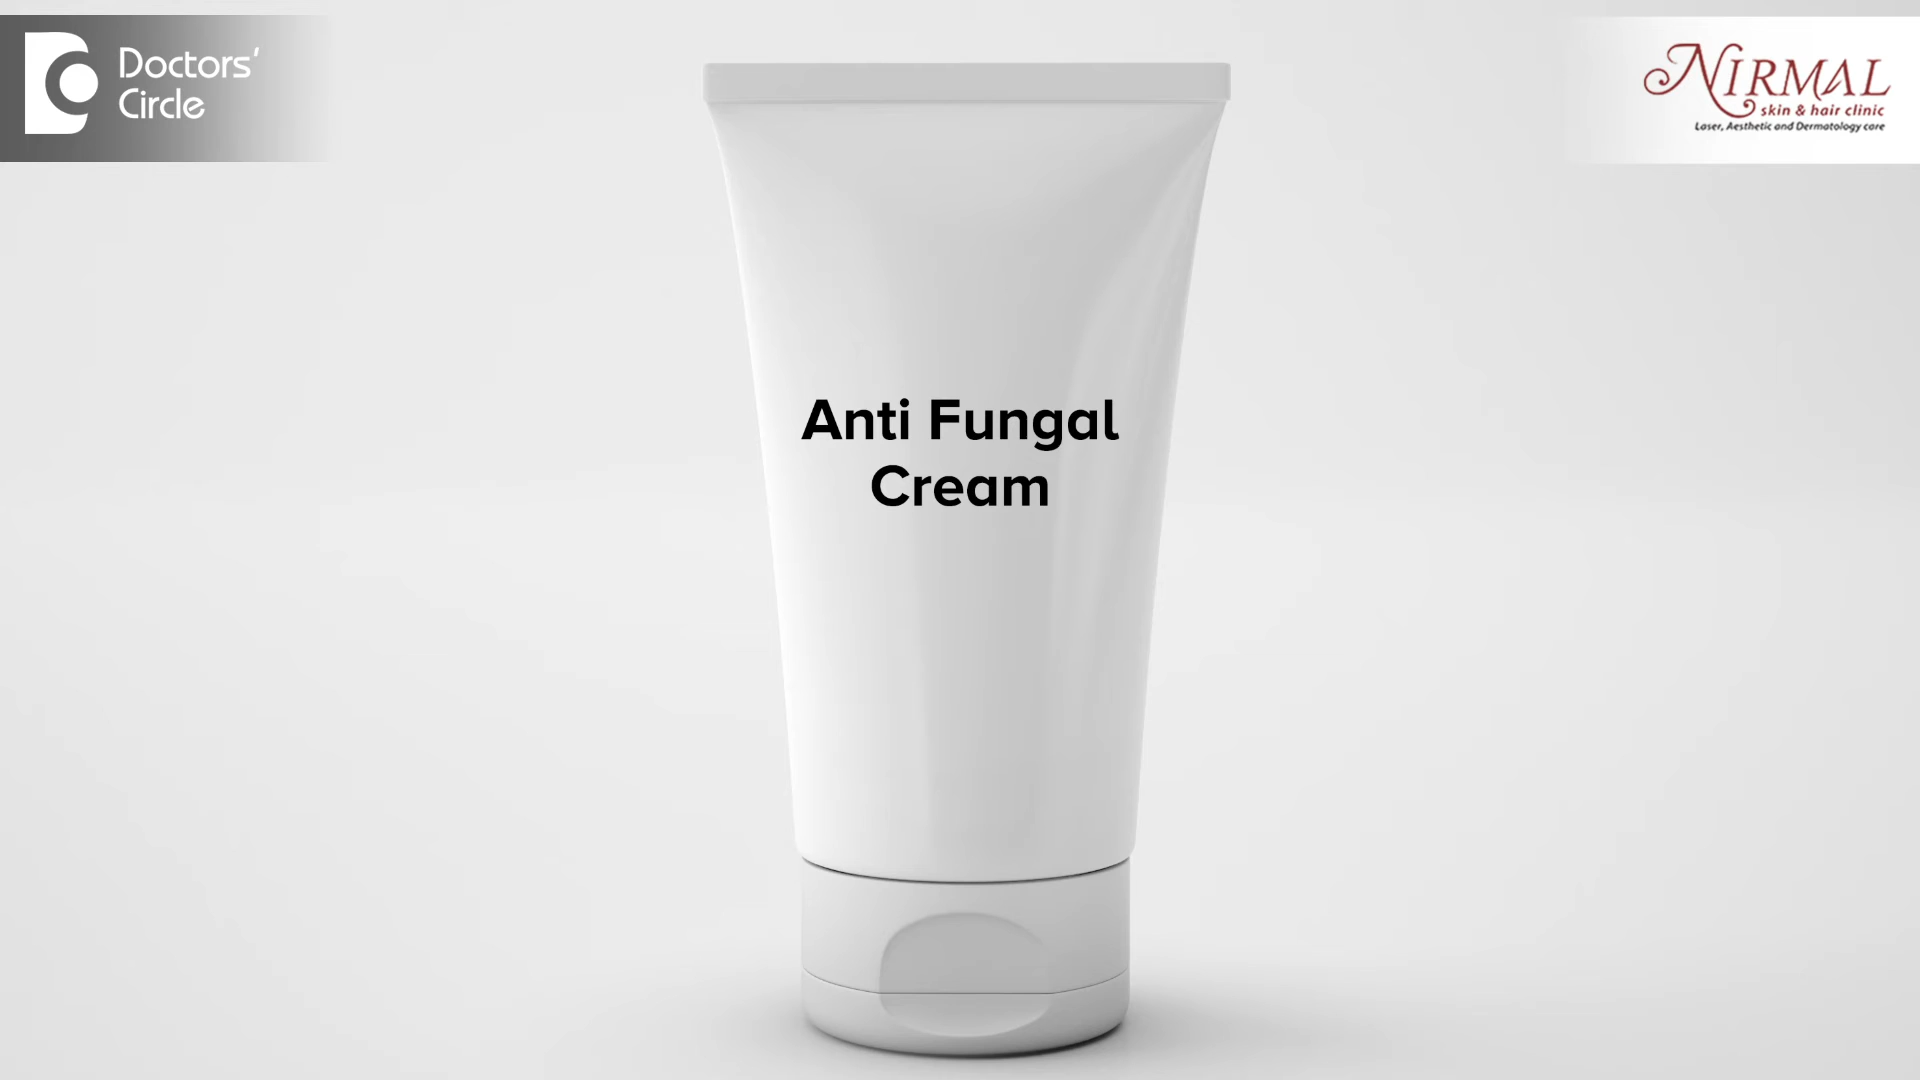 Doctors'
Circle
NIRMAL
skin & hair clinic
Laser, Aesthetic and Dermatology care
Anti Fungal
Cream